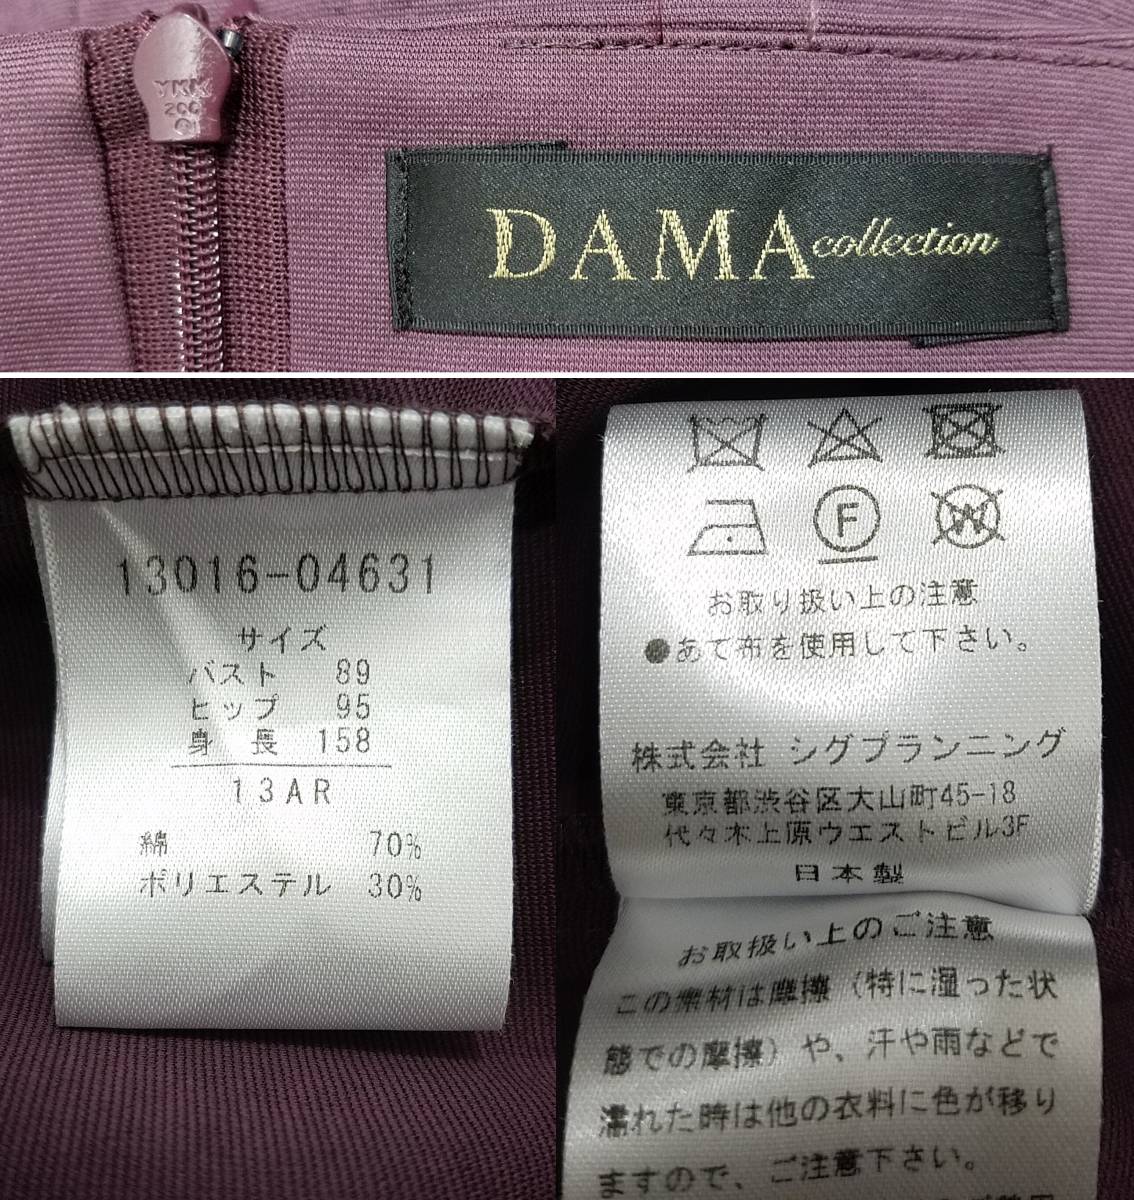 YKK
DAMA collection
13016-04631
サイズ
バスト 89
ヒップ 95
身 長 158
13AR
綿 70%
ポリエステル 30%
F
W
お取り扱い上の注意
●あて布を使用して下さい。
株式会社 シグプランニング
東京都渋谷区大山町45-18
代々木上原ウエストビル3F
日本製
お取扱い上のご注意
この素材は摩擦（特に湿った状
態での摩擦）や、汗や雨などで
濡れた時は他の衣料に色が移り
ますので、ご注意下さい。